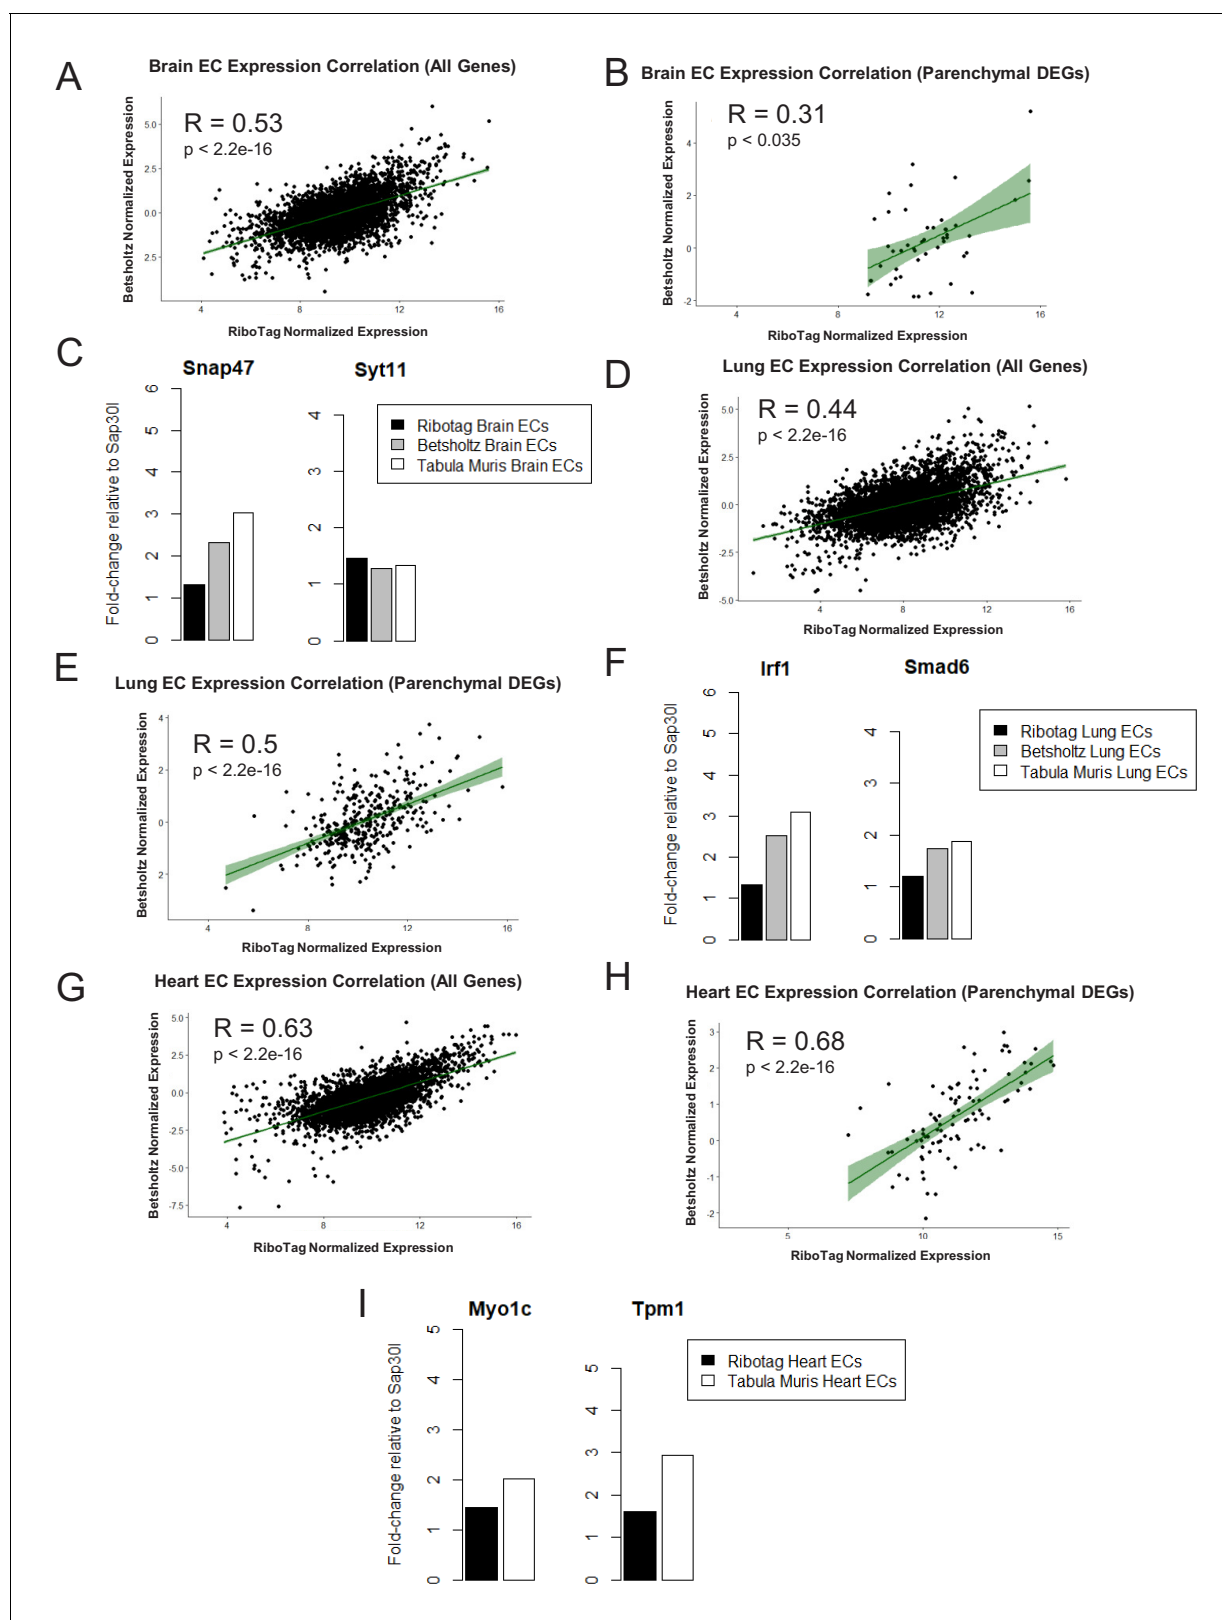 A
Brain EC Expression Correlation (All Genes)
Betsholtz Normalized Expression
5.0
2.5
0.0
2.5
R = 0.53
p < 2.2e-16
4
8
12
16
RiboTag Normalized Expression
B
Brain EC Expression Correlation (Parenchymal DEGs)
Betsholtz Normalized Expression
4
2
0
-2
R = 0.31
p < 0.035
4
8
12
16
RiboTag Normalized Expression
C
Snap47
Syt11
Fold-change relative to Sap30l
6
5
4
3
2
1
0
4
3
2
1
0
Ribotag Brain ECs
Betsholtz Brain ECs
Tabula Muris Brain ECs
D
Lung EC Expression Correlation (All Genes)
Betsholtz Normalized Expression
5.0
2.5
0.0
-2.5
-5.0
R = 0.44
p < 2.2e-16
4
8
12
16
RiboTag Normalized Expression
E
Lung EC Expression Correlation (Parenchymal DEGs)
Betsholtz Normalized Expression
4
2
0
2
R = 0.5
p < 2.2e-16
4
8
12
16
RiboTag Normalized Expression
F
Irf1
Smad6
Fold-change relative to Sap30l
6
5
4
3
2
1
0
4
3
2
1
0
Ribotag Lung ECs
Betsholtz Lung ECs
Tabula Muris Lung ECs
G
Heart EC Expression Correlation (All Genes)
Betsholtz Normalized Expression
5.0
2.5
0.0
-2.5
-5.0
-7.5
R = 0.63
p < 2.2e-16
4
8
12
16
RiboTag Normalized Expression
H
Heart EC Expression Correlation (Parenchymal DEGs)
Betsholtz Normalized Expression
3
2
1
0
-1
-2
R = 0.68
p < 2.2e-16
5
10
15
RiboTag Normalized Expression
I
Myo1c
Tpm1
Fold-change relative to Sap30l
5
4
3
2
1
0
5
4
3
2
1
0
Ribotag Heart ECs
Tabula Muris Heart ECs